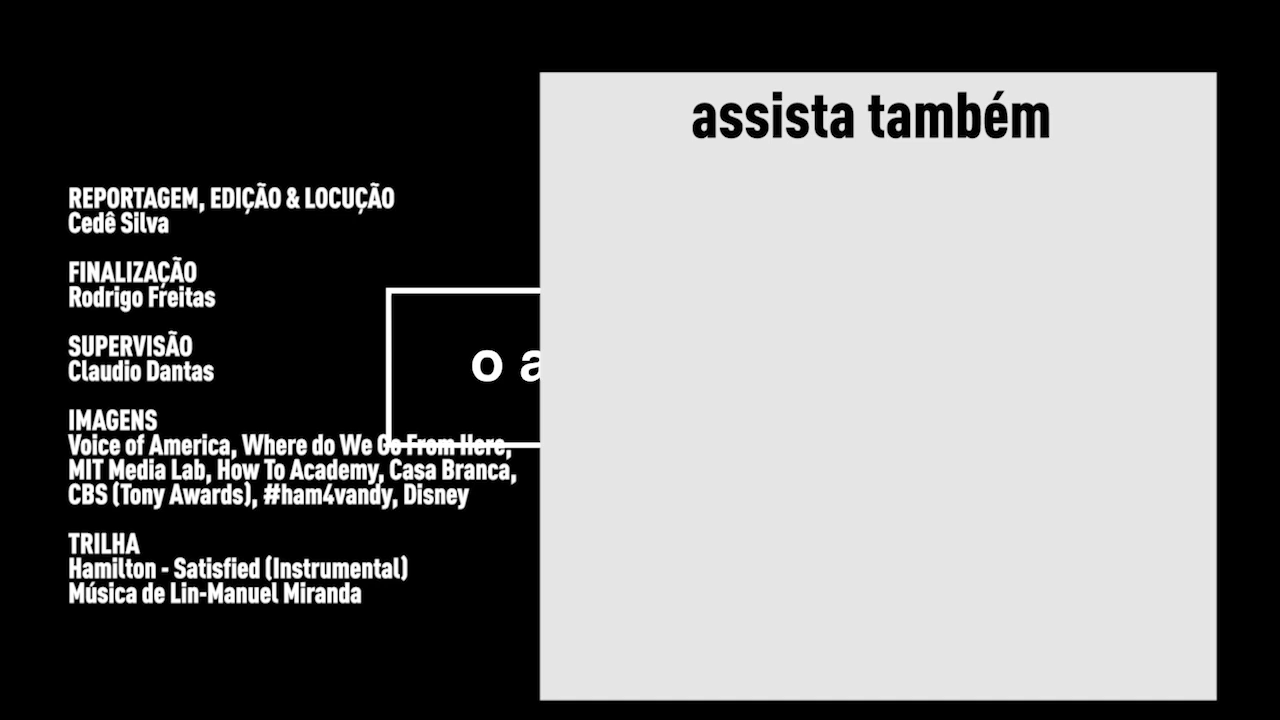 assista também
REPORTAGEM, EDIÇÃO & LOCUÇÃO
Cedê Silva
FINALIZAÇÃO
Rodrigo Freitas
SUPERVISÃO
Claudio Dantas
o a
IMAGENS
Voice of America, Where do We Go From Here,
MIT Media Lab, How To Academy, Casa Branca,
CBS (Tony Awards), #ham4vandy, Disney
TRILHA
Hamilton - Satisfied (Instrumental)
Música de Lin-Manuel Miranda